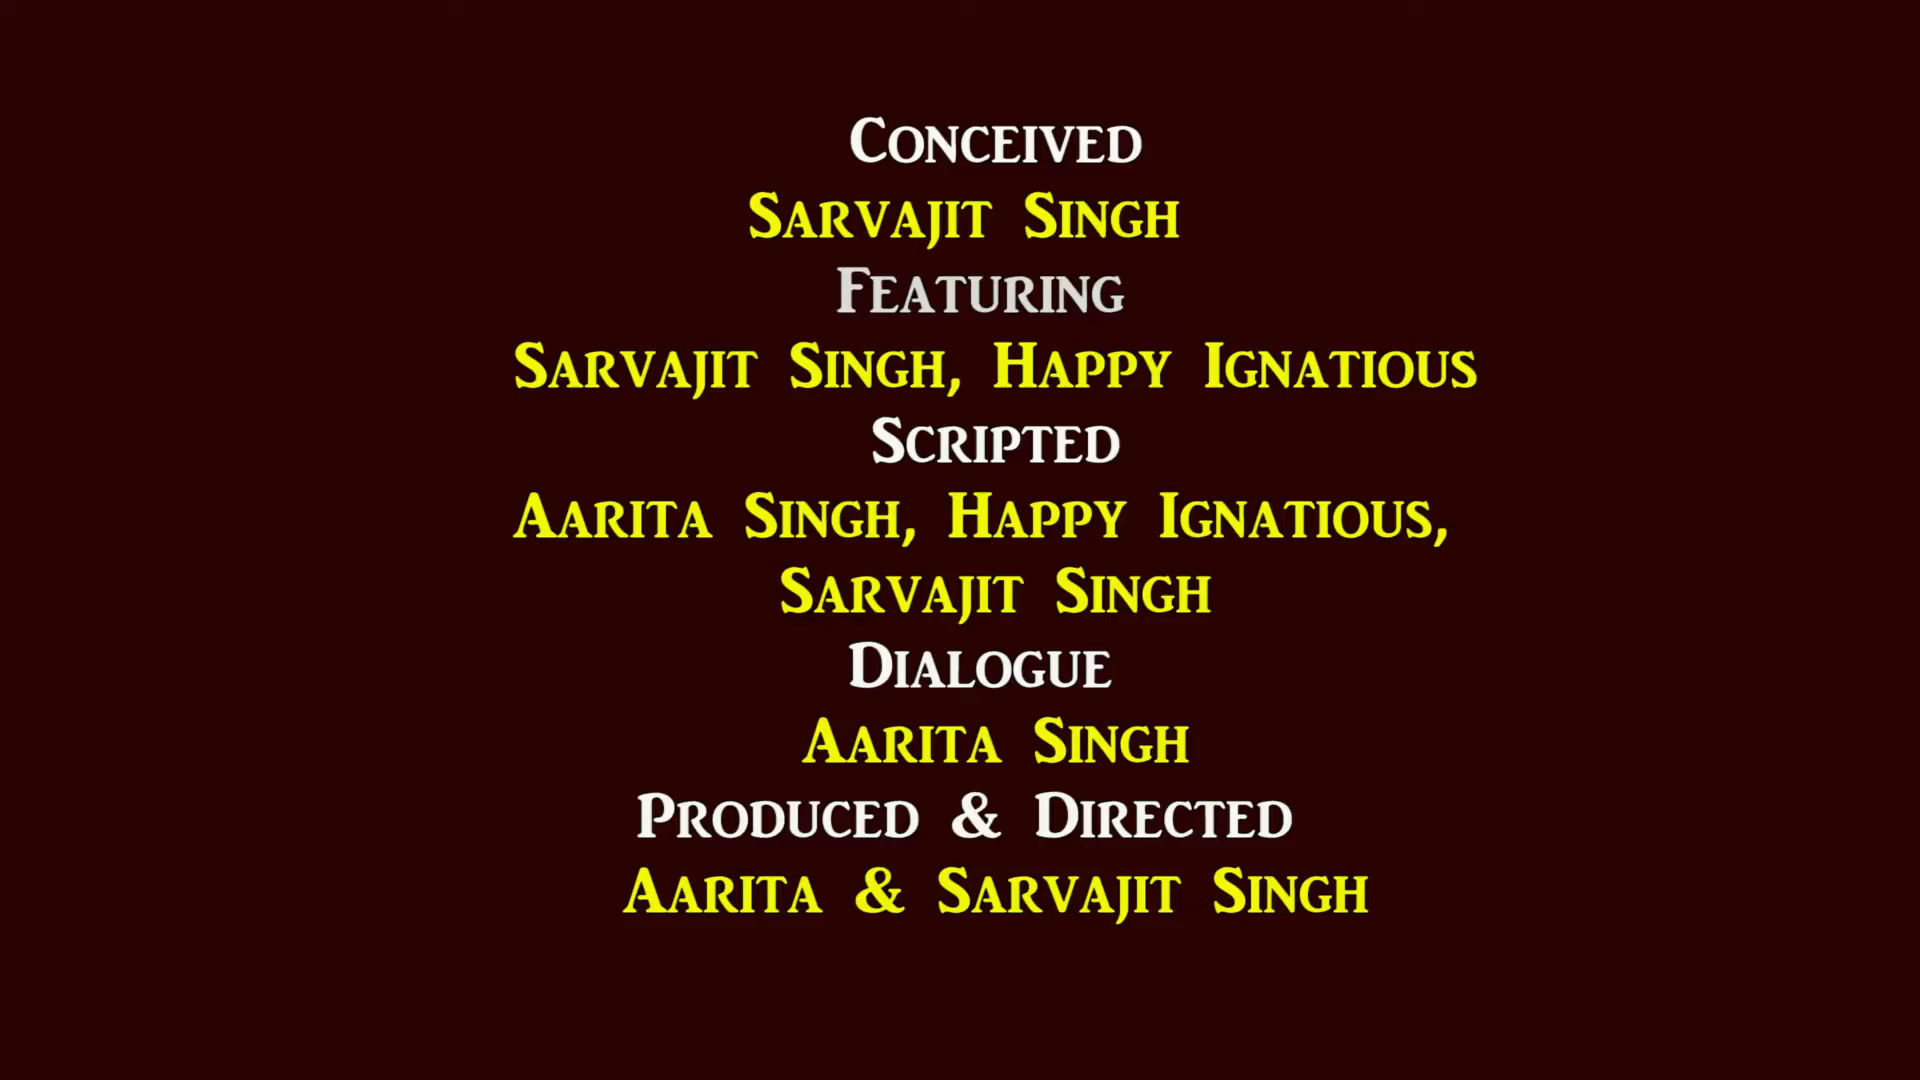 Conceived
Sarvajit Singh
Featuring
Sarvajit Singh, Happy Ignatious
Scripted
Aarita Singh, Happy Ignatious,
Sarvajit Singh
Dialogue
Aarita Singh
Produced & Directed
Aarita & Sarvajit Singh